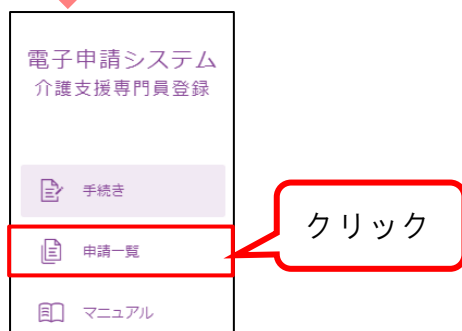 電子申請システム
介護支援専門員登録
手続き
申請一覧
クリック
マニュアル